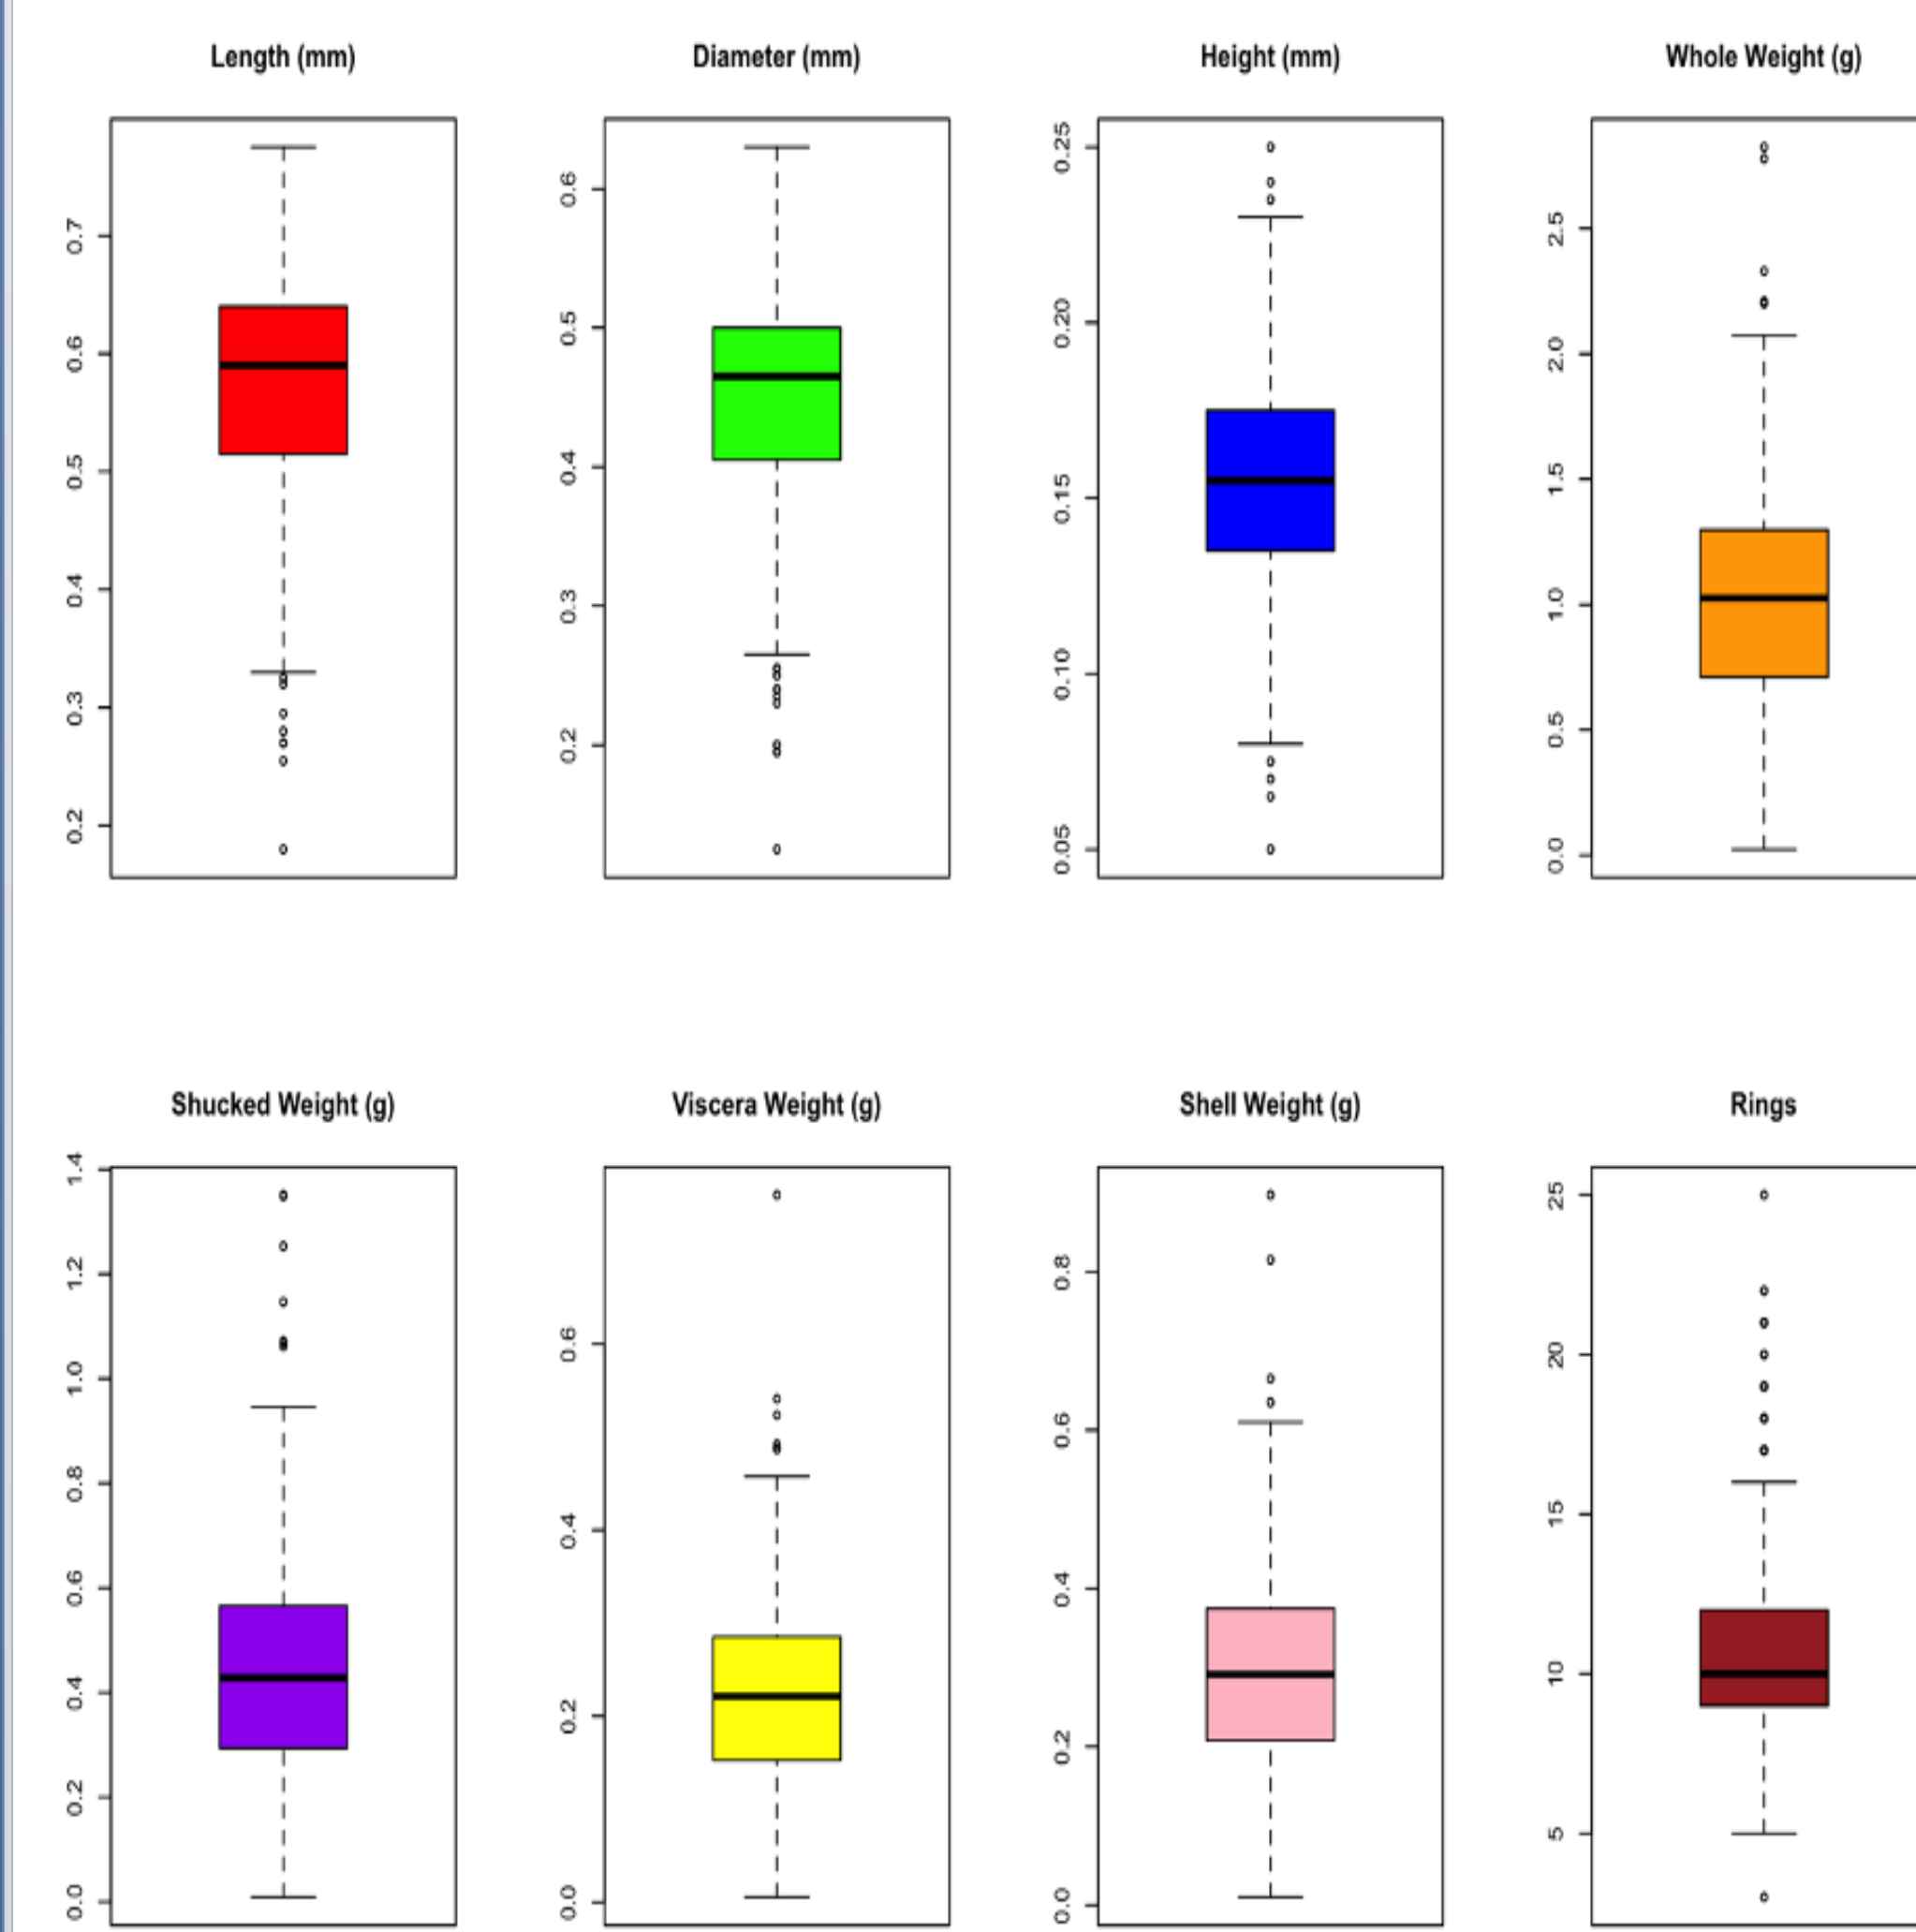 Length (mm)
0.2 0.3 0.4 0.5 0.6 0.7
Diameter (mm)
0.2 0.3 0.4 0.5 0.6
Height (mm)
0.05 0.10 0.15 0.20 0.25
Whole Weight (g)
0.0 0.5 1.0 1.5 2.0 2.5
Shucked Weight (g)
0.0 0.2 0.4 0.6 0.8 1.0 1.2 1.4
Viscera Weight (g)
0.0 0.2 0.4 0.6
Shell Weight (g)
0.0 0.2 0.4 0.6 0.8
Rings
5 10 15 20 25